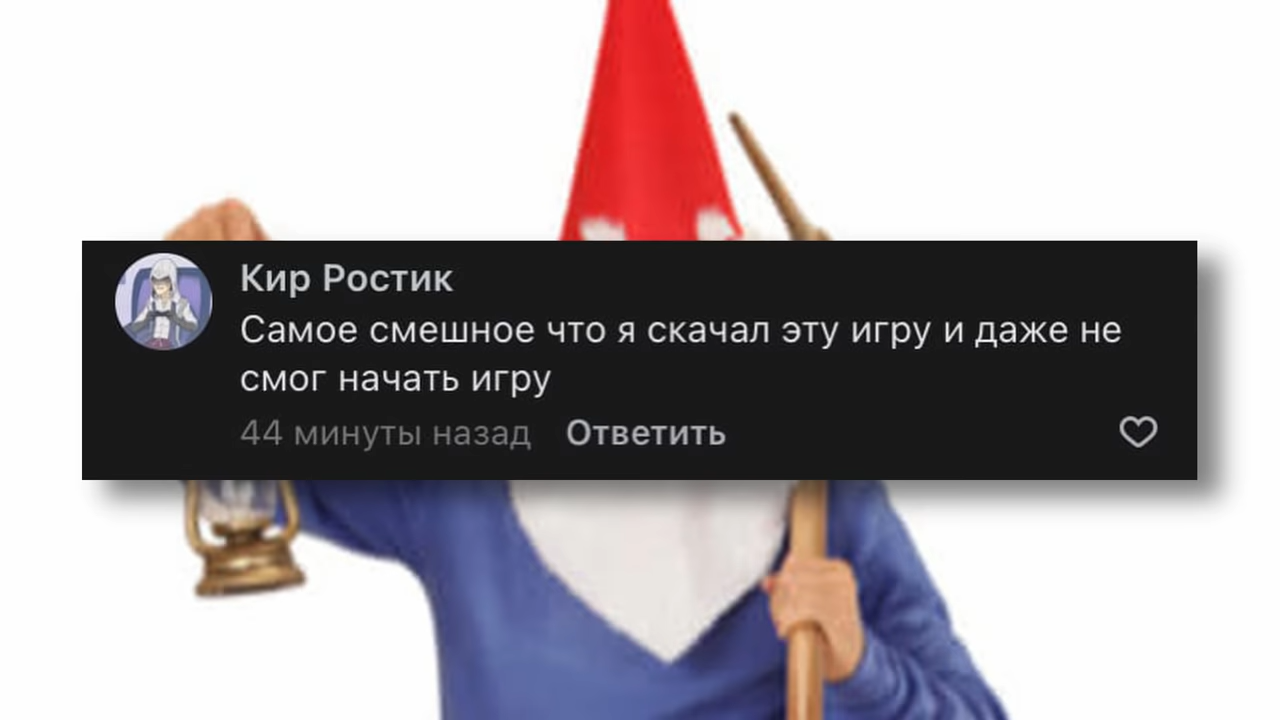 Кир Ростик
Самое смешное что я скачал эту игру и даже не
смог начать игру
44 минуты назад Ответить